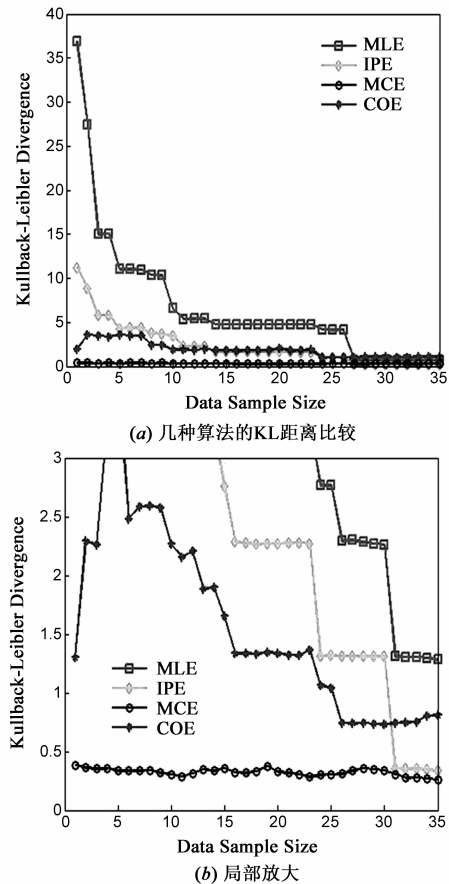 40
35
30
25
20
15
10
5
0
Kullback-Leibler Divergence
MLE
IPE
MCE
COE
0 5 10 15 20 25 30 35
Data Sample Size
(a) 几种算法的KL距离比较
3
2.5
2
1.5
1
0.5
0
Kullback-Leibler Divergence
MLE
IPE
MCE
COE
0 5 10 15 20 25 30 35
Data Sample Size
(b) 局部放大